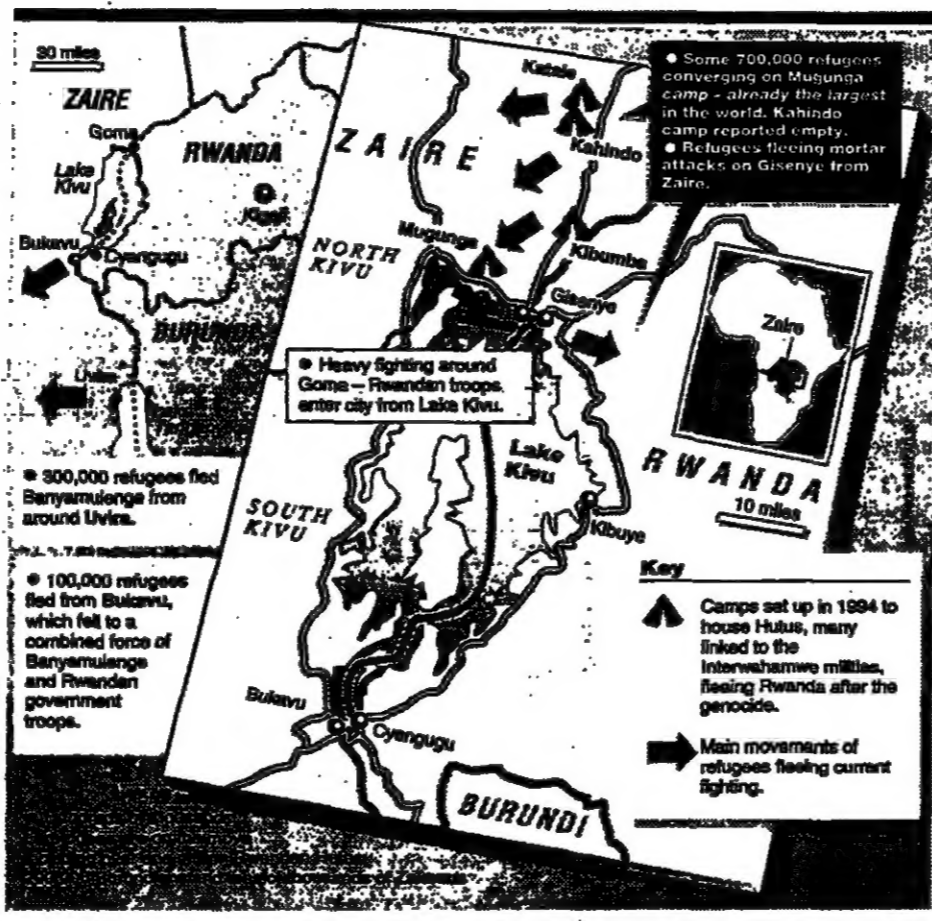 30 miles
ZAIRE
Goma
RWANDA
Lake
Kivu
Kigali
Bukavu
Cyangugu
BURUNDI
Uvira
● 300,000 refugees fled
Banyamulenge from
around Uvira.
● 100,000 refugees
fled from Bukavu,
which fell to a
combined force of
Banyamulenge
and Rwandan
government
troops.
● Some 700,000 refugees
converging on Mugunga
camp - already the largest
in the world. Kahindo
camp reported empty.
● Refugees fleeing mortar
attacks on Gisenye from
Zaire.
Katale
ZAIRE
Kahindo
Mugunga
NORTH
KIVU
Kibumba
Gisenye
Zaire
● Heavy fighting around
Goma – Rwandan troops
enter city from Lake Kivu.
Lake
Kivu
RWANDA
10 miles
SOUTH
KIVU
Kibuye
Bukavu
Cyangugu
BURUNDI
Key
Camps set up in 1994 to
house Hutus, many
linked to the
Interwahamwe militias,
fleeing Rwanda after the
genocide.
Main movements of
refugees fleeing current
fighting.